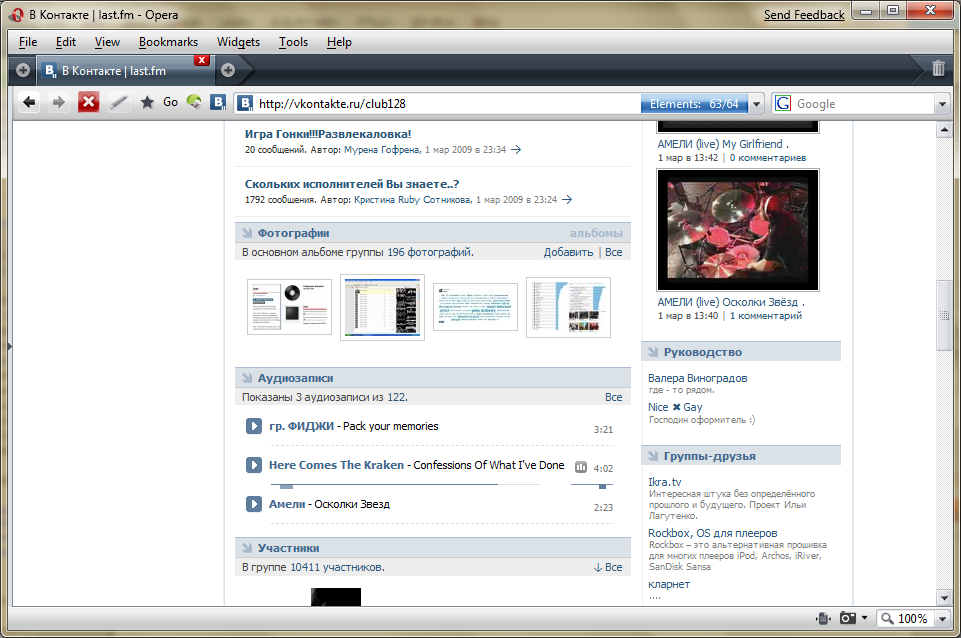 В Контакте | last.fm - Opera
Send Feedback
File Edit View Bookmarks Widgets Tools Help
В Контакте | last.fm
Go
http://vkontakte.ru/club128
Elements: 63/64
Google
Игра Гонки!!!Развлекаловка!
20 сообщений. Автор: Мурена Гофрена, 1 мар 2009 в 23:34 →
Скольких исполнителей Вы знаете..?
1792 сообщения. Автор: Кристина Ruby Сотникова, 1 мар 2009 в 23:24 →
Фотографии
альбомы
В основном альбоме группы 196 фотографий.
Добавить | Все
Аудиозаписи
Показаны 3 аудиозаписи из 122.
Все
гр. ФИДЖИ - Pack your memories
3:21
Here Comes The Kraken - Confessions Of What I've Done
4:02
Амели - Осколки Звезд
2:23
Участники
В группе 10411 участников.
↓ Все
АМЕЛИ (live) My Girlfriend .
1 мар в 13:42 | 0 комментариев
АМЕЛИ (live) Осколки Звёзд .
1 мар в 13:40 | 1 комментарий
Руководство
Валера Виноградов
где - то рядом.
Nice ✖ Gay
Господин оформитель :)
Группы-друзья
Ikra.tv
Интересная штука без определённого
прошлого и будущего. Проект Ильи
Лагутенко.
Rockbox, OS для плееров
Rockbox – это альтернативная прошивка
для многих плееров iPod, Archos, iRiver,
SanDisk Sansa
кларнет
....
100%